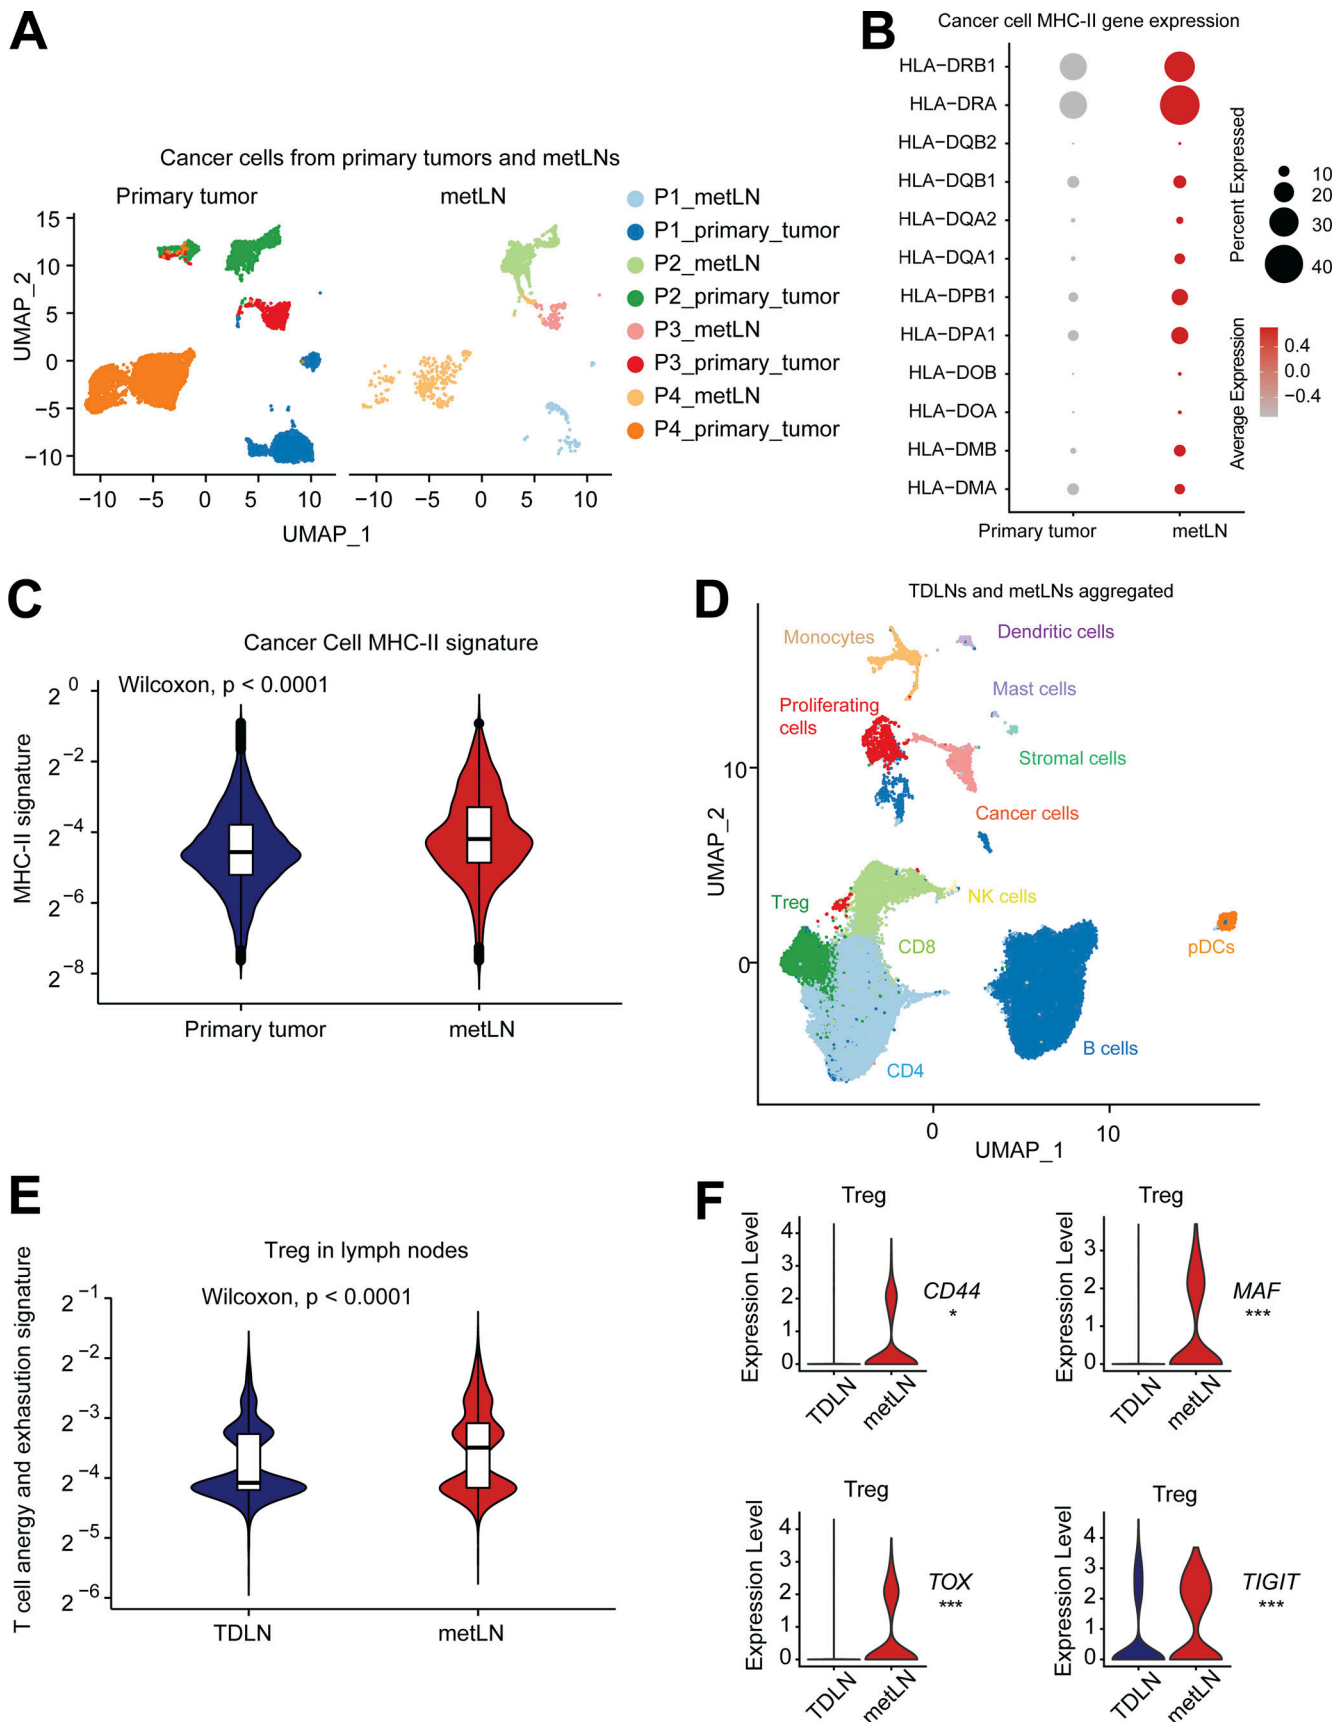 A
Cancer cells from primary tumors and metLNs
Primary tumor
metLN
UMAP_2
15
10
5
0
−5
−10
−10
−5
0
5
10
−10
−5
0
5
10
UMAP_1
P1_metLN
P1_primary_tumor
P2_metLN
P2_primary_tumor
P3_metLN
P3_primary_tumor
P4_metLN
P4_primary_tumor
B
Cancer cell MHC-II gene expression
HLA−DRB1
HLA−DRA
HLA−DQB2
HLA−DQB1
HLA−DQA2
HLA−DQA1
HLA−DPB1
HLA−DPA1
HLA−DOB
HLA−DOA
HLA−DMB
HLA−DMA
Primary tumor
metLN
Percent Expressed
10
20
30
40
Average Expression
0.4
0.0
−0.4
C
Cancer Cell MHC-II signature
Wilcoxon, p < 0.0001
MHC-II signature
2^0
2^−2
2^−4
2^−6
2^−8
Primary tumor
metLN
D
TDLNs and metLNs aggregated
Monocytes
Dendritic cells
Mast cells
Proliferating
cells
Stromal cells
Cancer cells
Treg
NK cells
CD8
pDCs
B cells
CD4
UMAP_2
10
0
0
10
UMAP_1
E
Treg in lymph nodes
Wilcoxon, p < 0.0001
T cell anergy and exhasution signature
2^−1
2^−2
2^−3
2^−4
2^−5
2^−6
TDLN
metLN
F
Treg
Expression Level
4
3
2
1
0
TDLN
metLN
CD44
*
Treg
Expression Level
3
2
1
0
TDLN
metLN
MAF
***
Treg
Expression Level
4
3
2
1
0
TDLN
metLN
TOX
***
Treg
Expression Level
4
3
2
1
0
TDLN
metLN
TIGIT
***